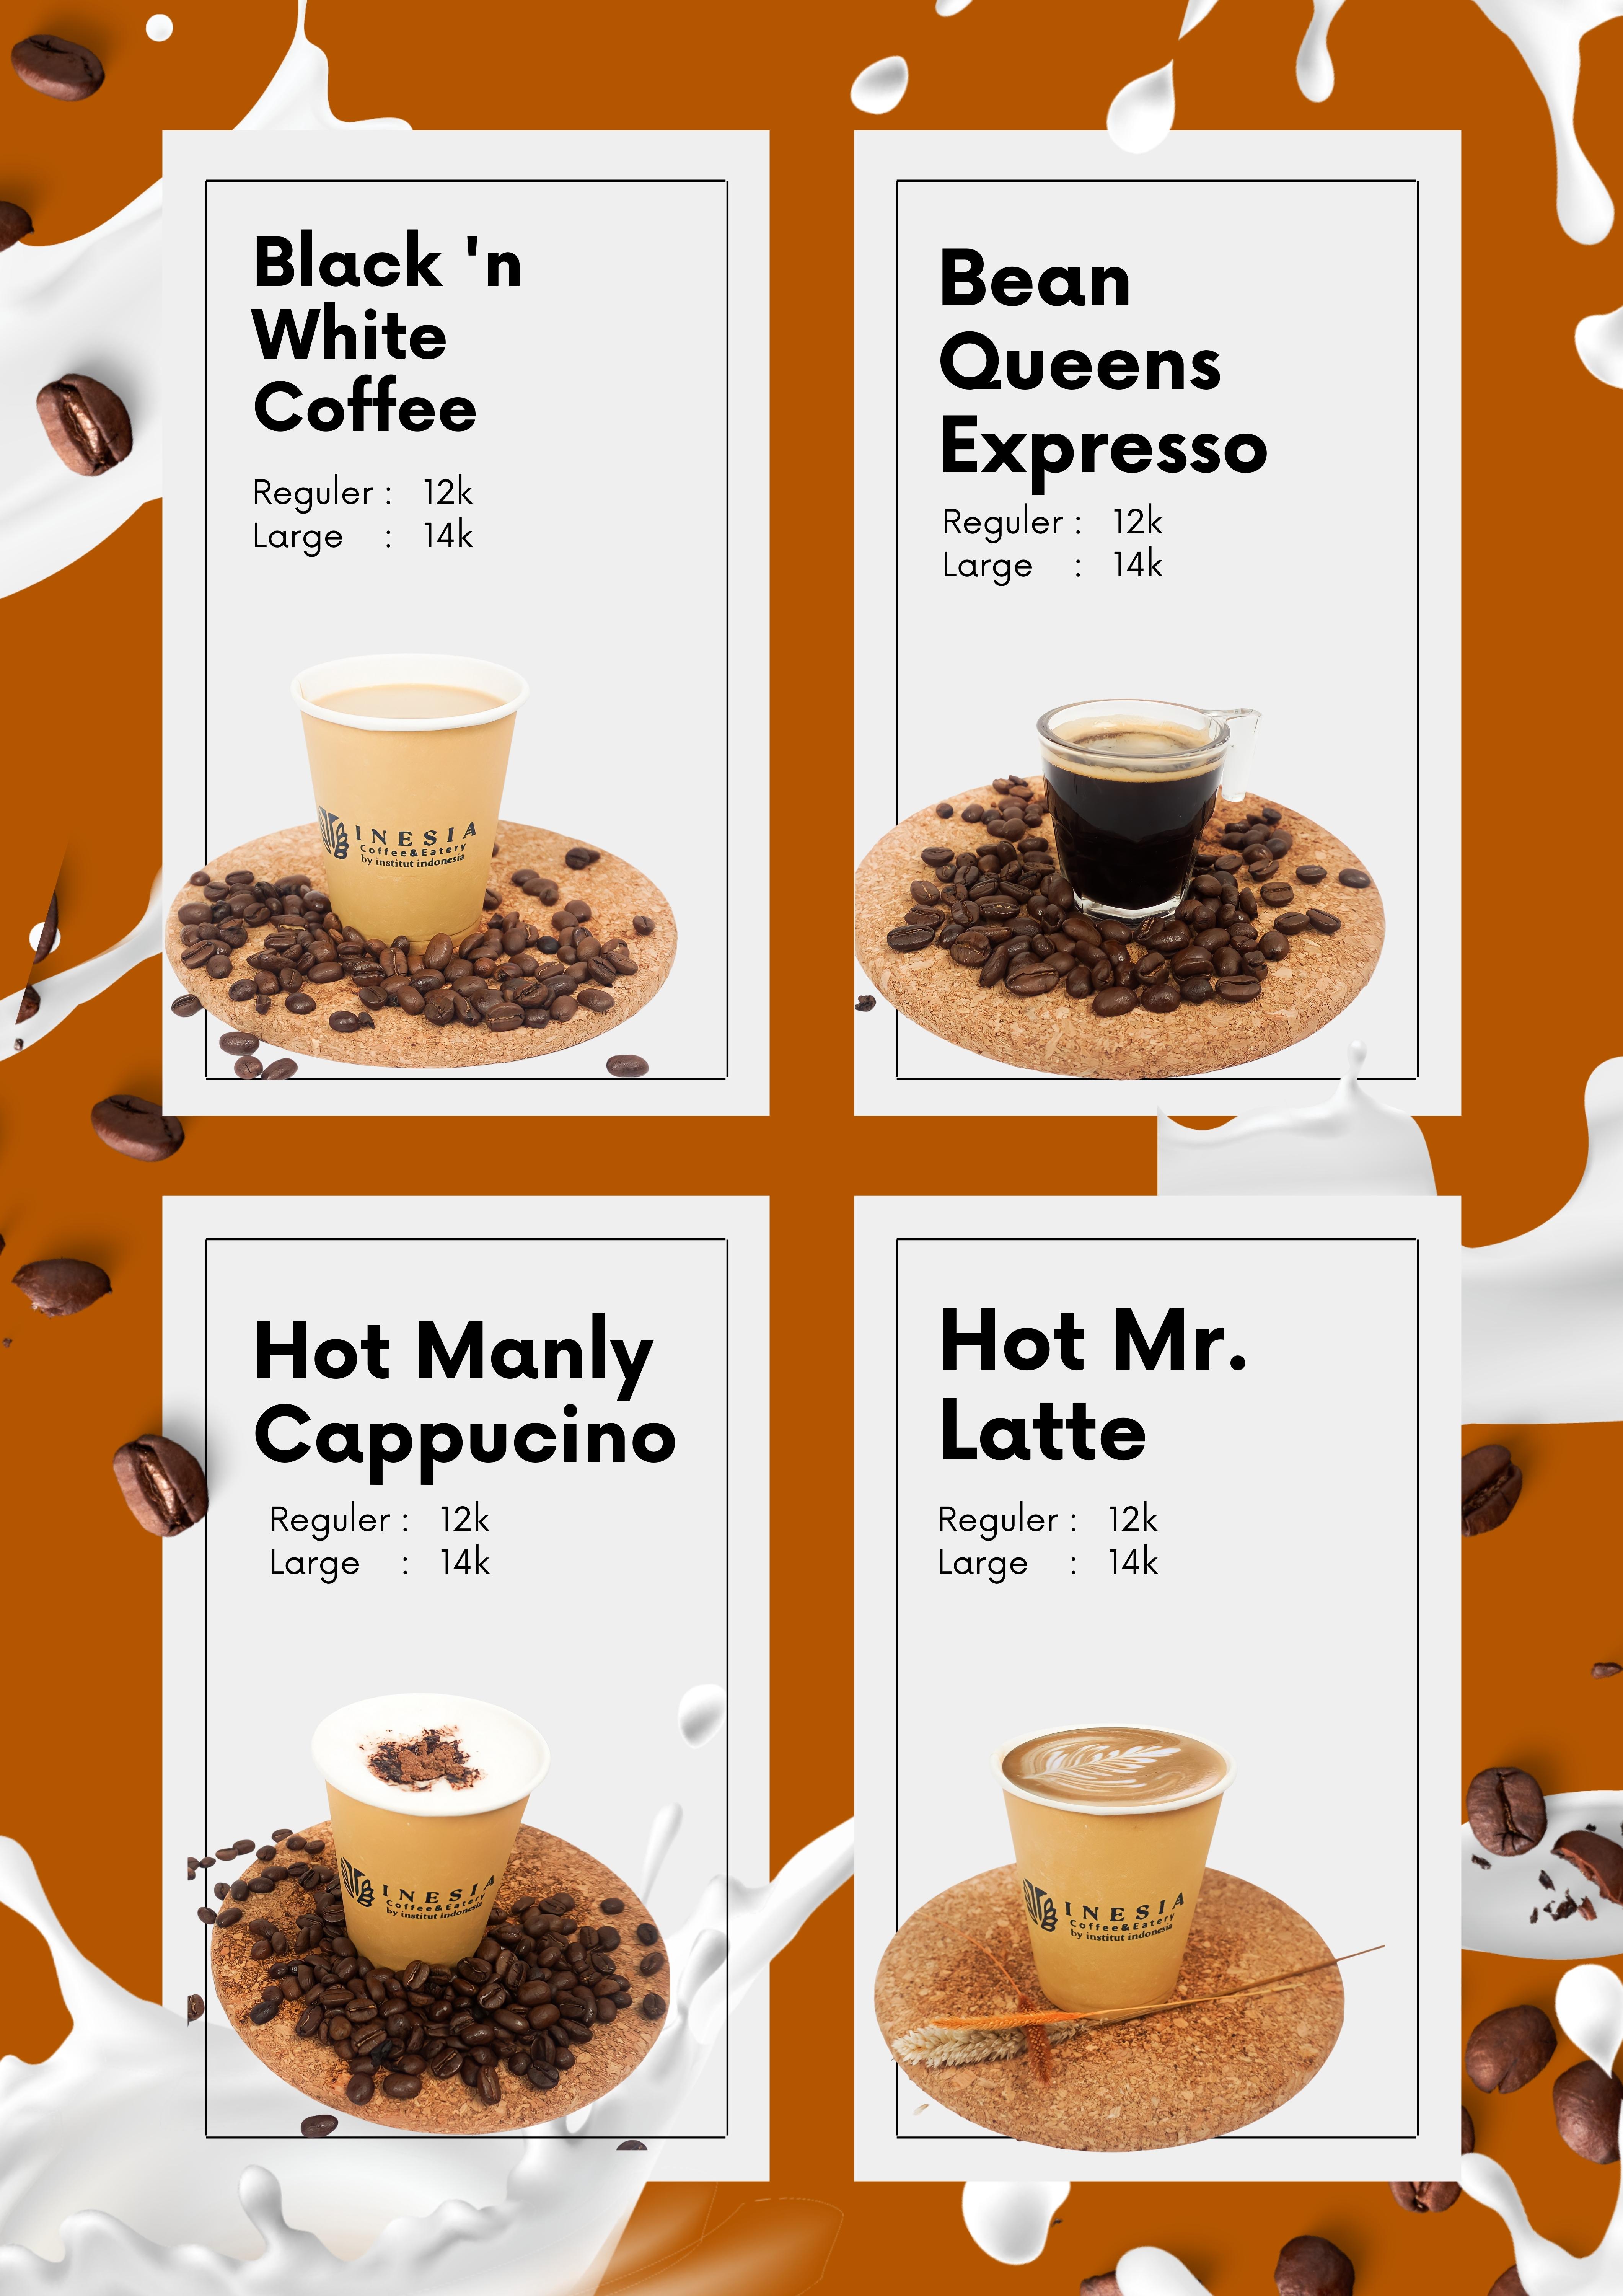 Black 'n
White
Coffee
Reguler : 12k
Large : 14k
INESIA
Coffee&Eatery
by institut indonesia
Bean
Queens
Expresso
Reguler : 12k
Large : 14k
Hot Manly
Cappucino
Reguler : 12k
Large : 14k
INESIA
Coffee&Eatery
by institut indonesia
Hot Mr.
Latte
Reguler : 12k
Large : 14k
INESIA
Coffee&Eatery
by institut indonesia